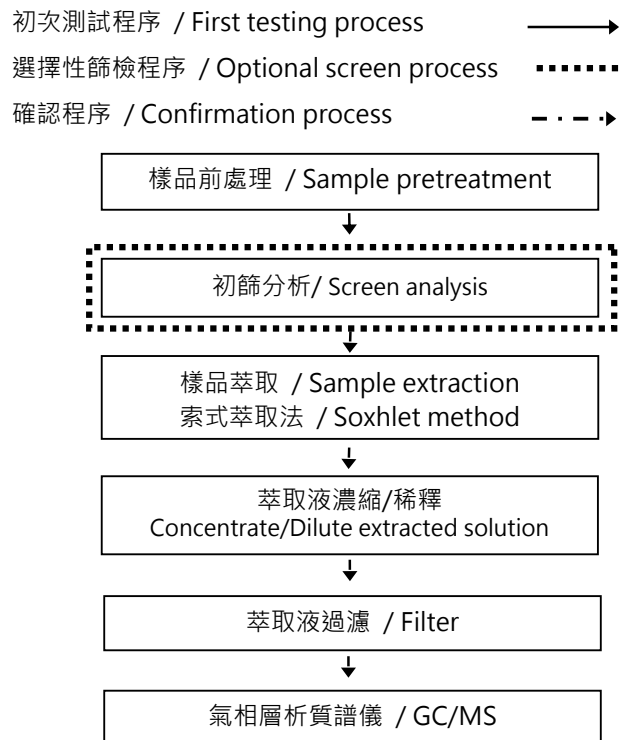 初次測試程序 / First testing process
選擇性篩檢程序 / Optional screen process
確認程序 / Confirmation process
樣品前處理 / Sample pretreatment
初篩分析/ Screen analysis
樣品萃取 / Sample extraction
索式萃取法 / Soxhlet method
萃取液濃縮/稀釋
Concentrate/Dilute extracted solution
萃取液過濾 / Filter
氣相層析質譜儀 / GC/MS